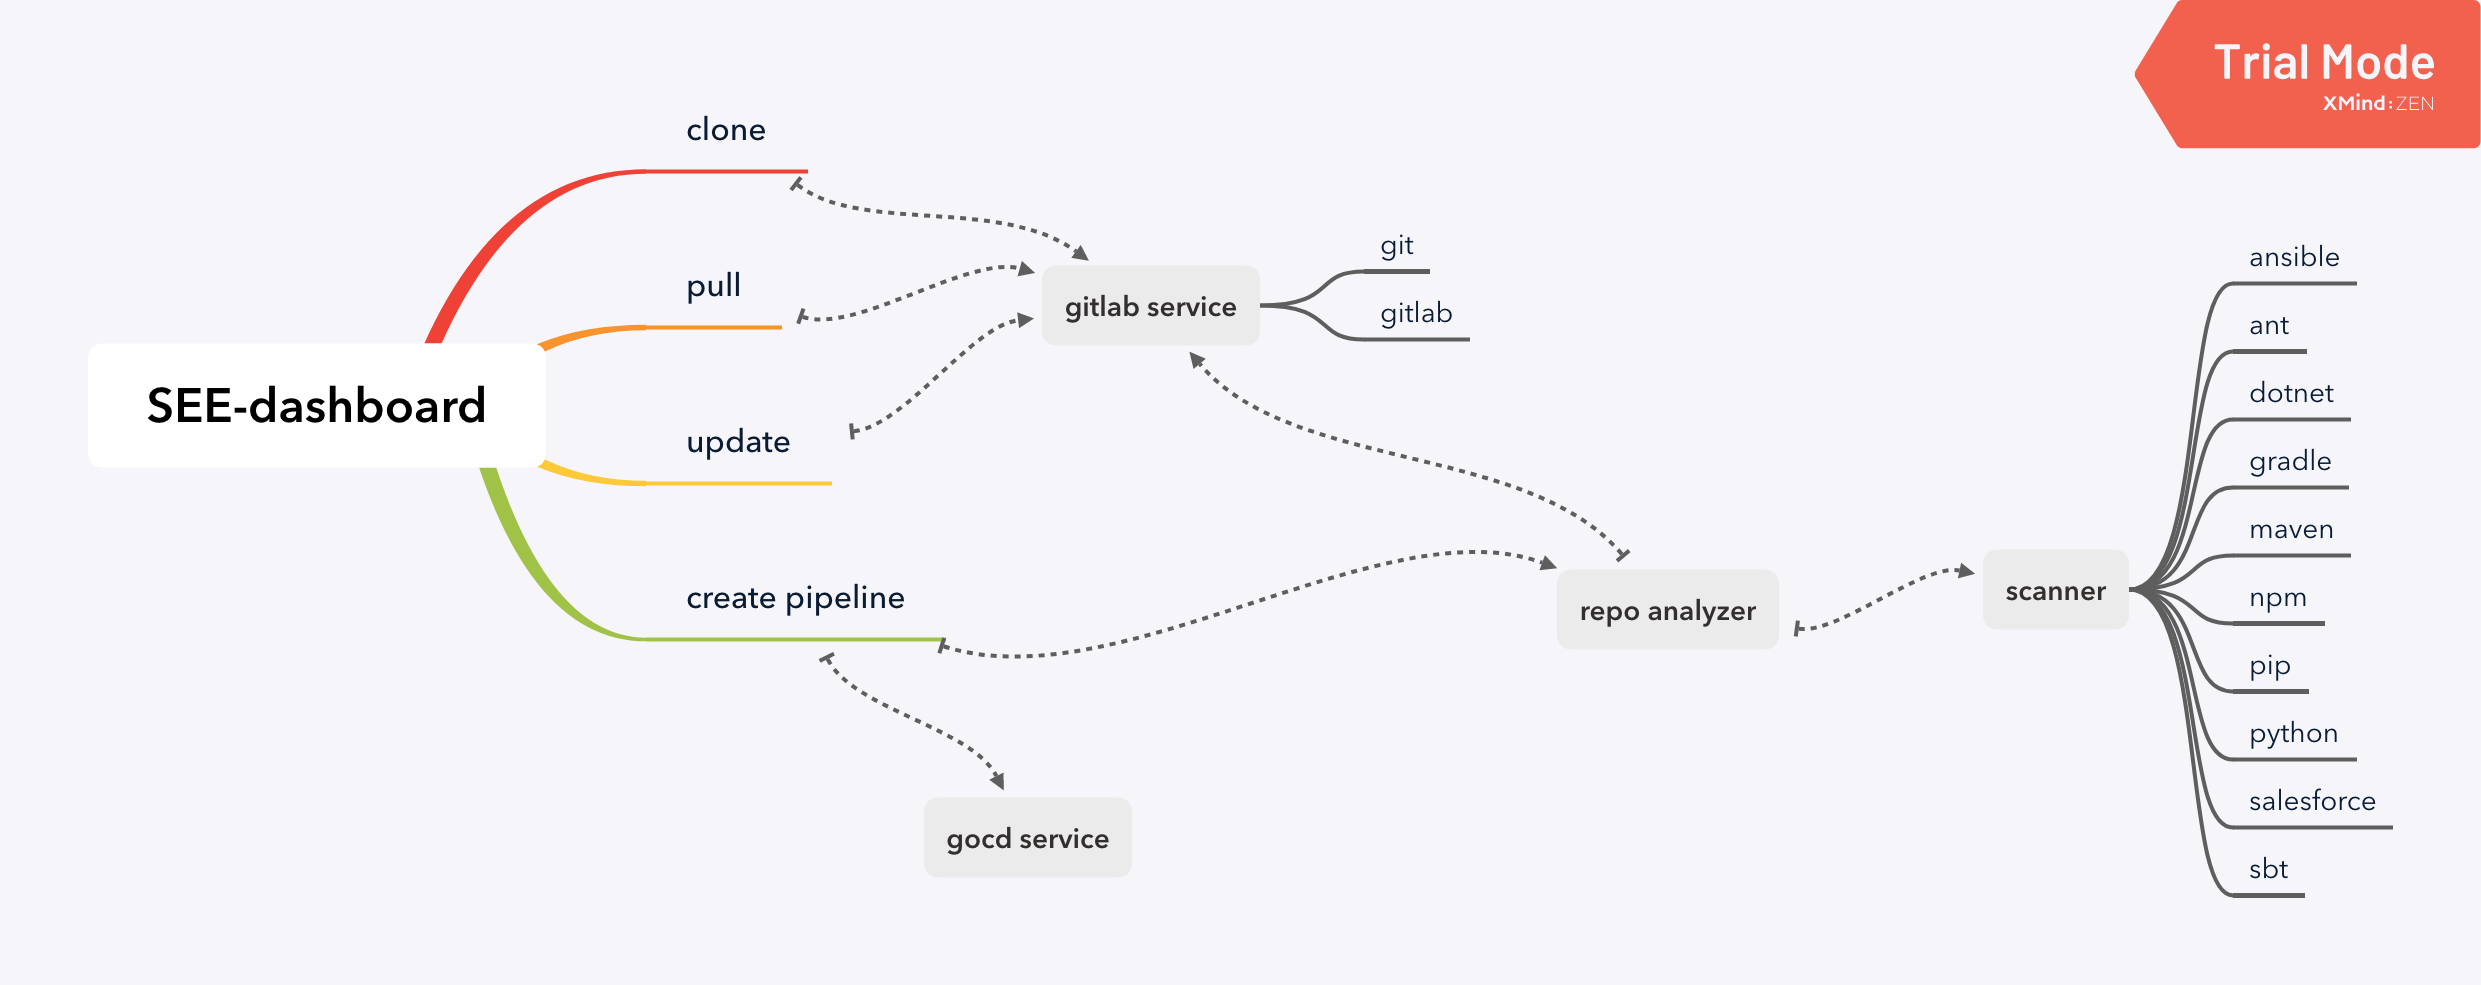 Trial Mode
XMind:ZEN
SEE-dashboard
clone
pull
update
create pipeline
gitlab service
git
gitlab
gocd service
repo analyzer
scanner
ansible
ant
dotnet
gradle
maven
npm
pip
python
salesforce
sbt